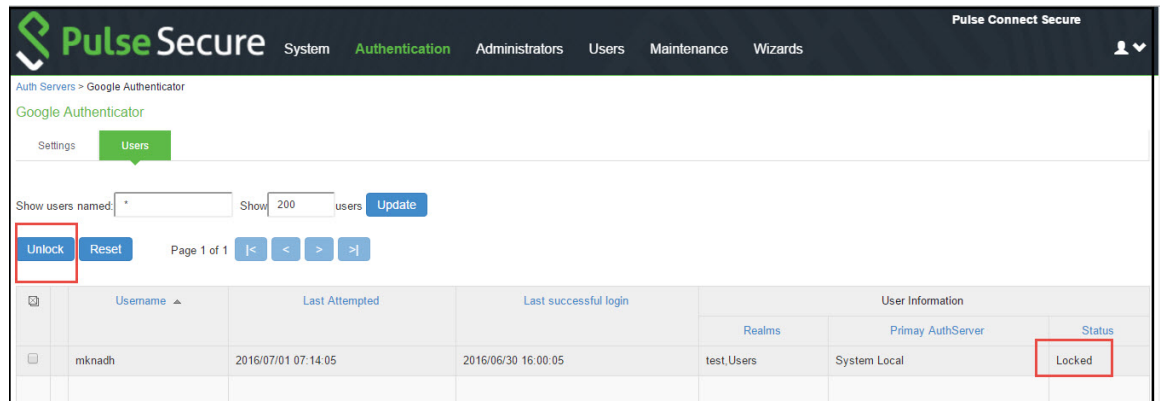 Pulse Connect Secure
Pulse Secure System Authentication Administrators Users Maintenance Wizards
Auth Servers > Google Authenticator
Google Authenticator
Settings Users
Show users named: * Show 200 users Update
Unlock Reset Page 1 of 1 |< < > >|
Username Last Attempted Last successful login User Information
Realms Primay AuthServer Status
mknadh 2016/07/01 07:14:05 2016/06/30 16:00:05 test,Users System Local Locked